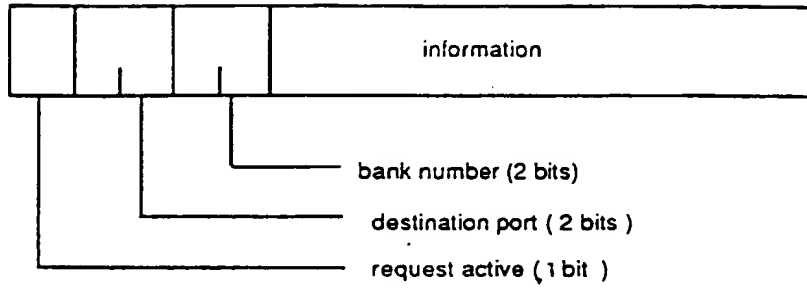 information
bank number (2 bits)
destination port ( 2 bits )
request active ( 1 bit )